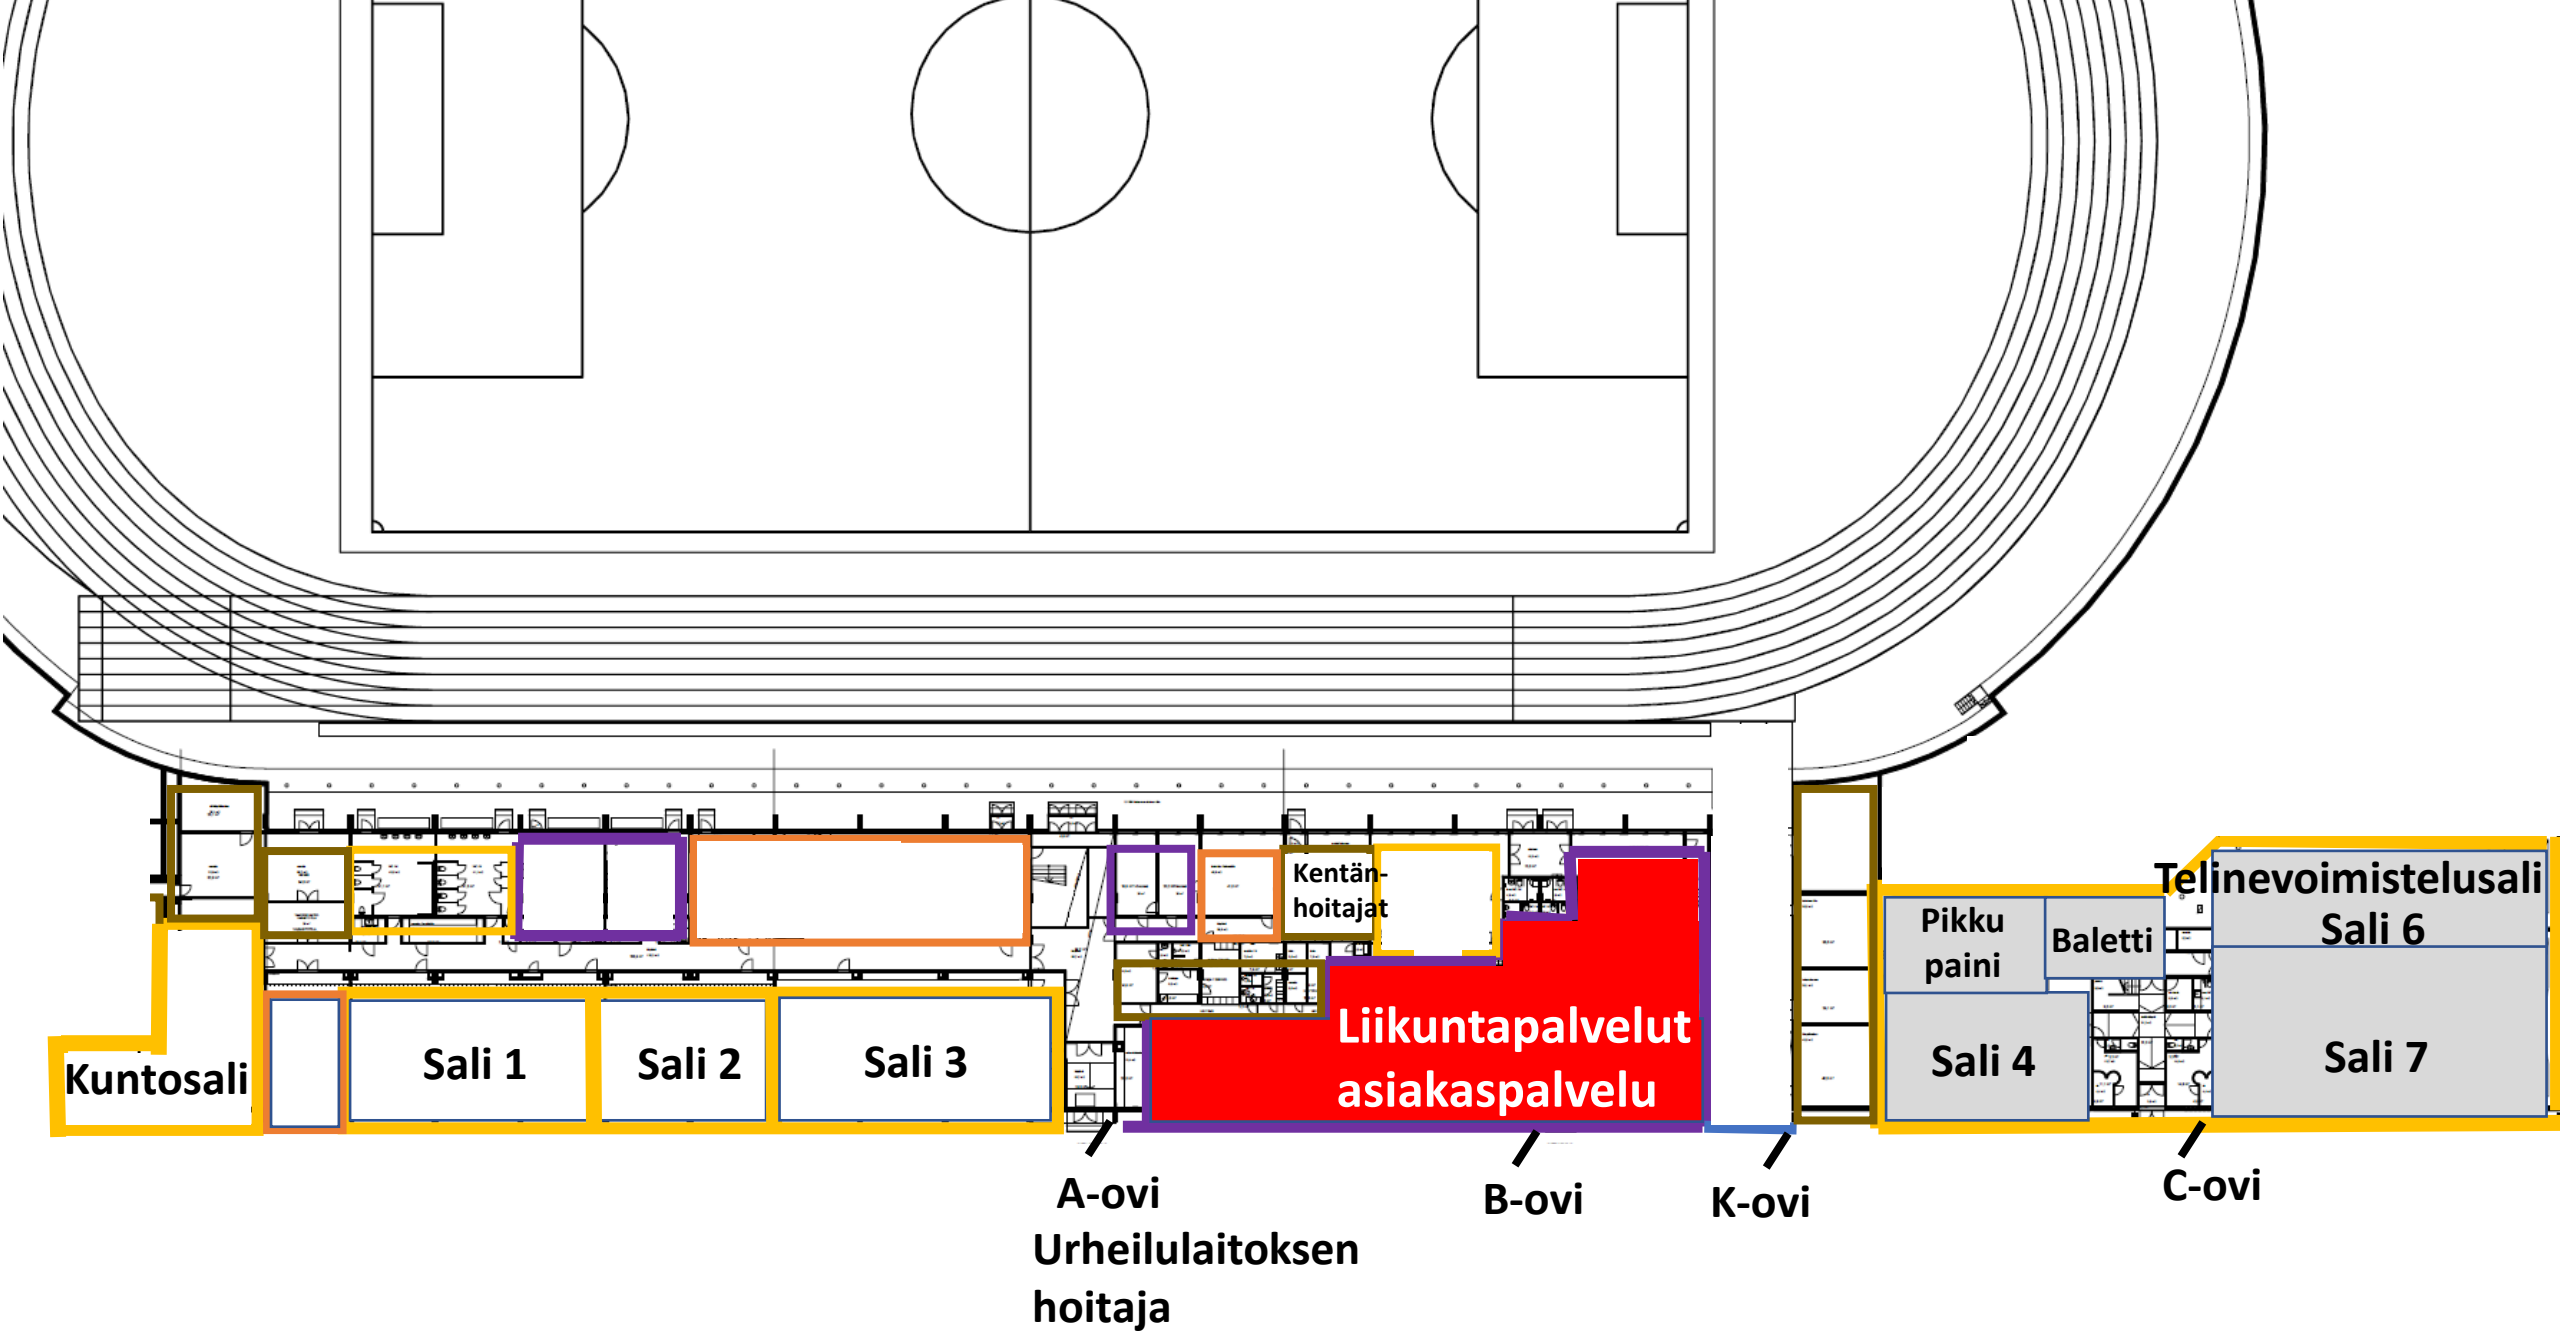 Kentän-
hoitajat
Telinevoimistelusali
Sali 6
Pikku
paini
Baletti
Liikuntapalvelut
asiakaspalvelu
Kuntosali
Sali 1
Sali 2
Sali 3
Sali 4
Sali 7
A-ovi
Urheilulaitoksen
hoitaja
B-ovi
K-ovi
C-ovi